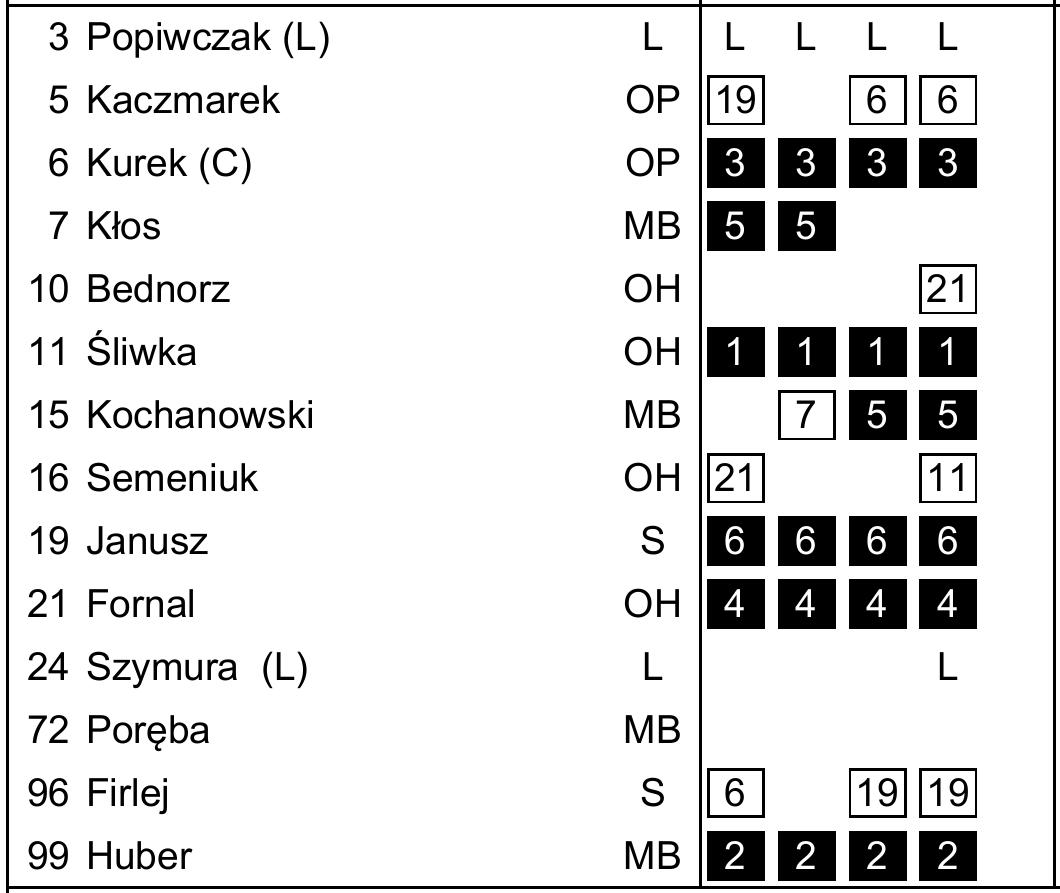 3 Popiwczak (L) L L L L L
5 Kaczmarek OP 19 6 6
6 Kurek (C) OP 3 3 3 3
7 Kłos MB 5 5
10 Bednorz OH 21
11 Śliwka OH 1 1 1 1
15 Kochanowski MB 7 5 5
16 Semeniuk OH 21 11
19 Janusz S 6 6 6 6
21 Fornal OH 4 4 4 4
24 Szymura (L) L L
72 Poręba MB
96 Firlej S 6 19 19
99 Huber MB 2 2 2 2